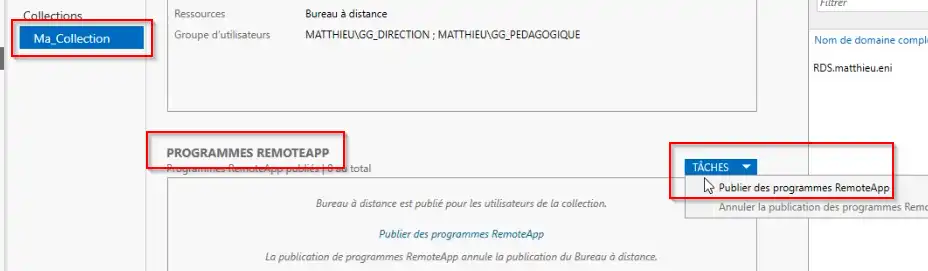 Collections
Ma_Collection
Ressources Bureau à distance
Groupe d'utilisateurs MATTHIEU\GG_DIRECTION ; MATTHIEU\GG_PEDAGOGIQUE
Filtrer
Nom de domaine comple
RDS.matthieu.eni
PROGRAMMES REMOTEAPP
Programmes RemoteApp publiés | 0 au total
TÂCHES
Publier des programmes RemoteApp
Annuler la publication des programmes Remo
Bureau à distance est publié pour les utilisateurs de la collection.
Publier des programmes RemoteApp
La publication de programmes RemoteApp annule la publication du Bureau à distance.